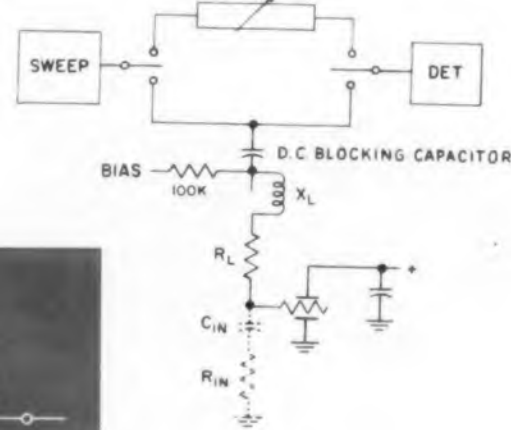 SWEEP
DET
D.C BLOCKING CAPACITOR
BIAS
100K
XL
RL
+
CIN
RIN